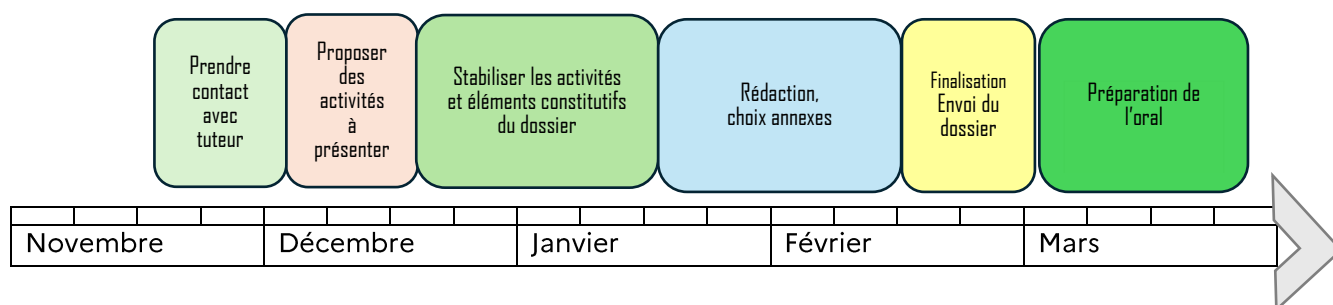 Prendre
contact
avec
tuteur
Proposer
des
activités
à
présenter
Stabiliser les activités
et éléments constitutifs
du dossier
Rédaction,
choix annexes
Finalisation
Envoi du
dossier
Préparation de
l'oral
Novembre
Décembre
Janvier
Février
Mars